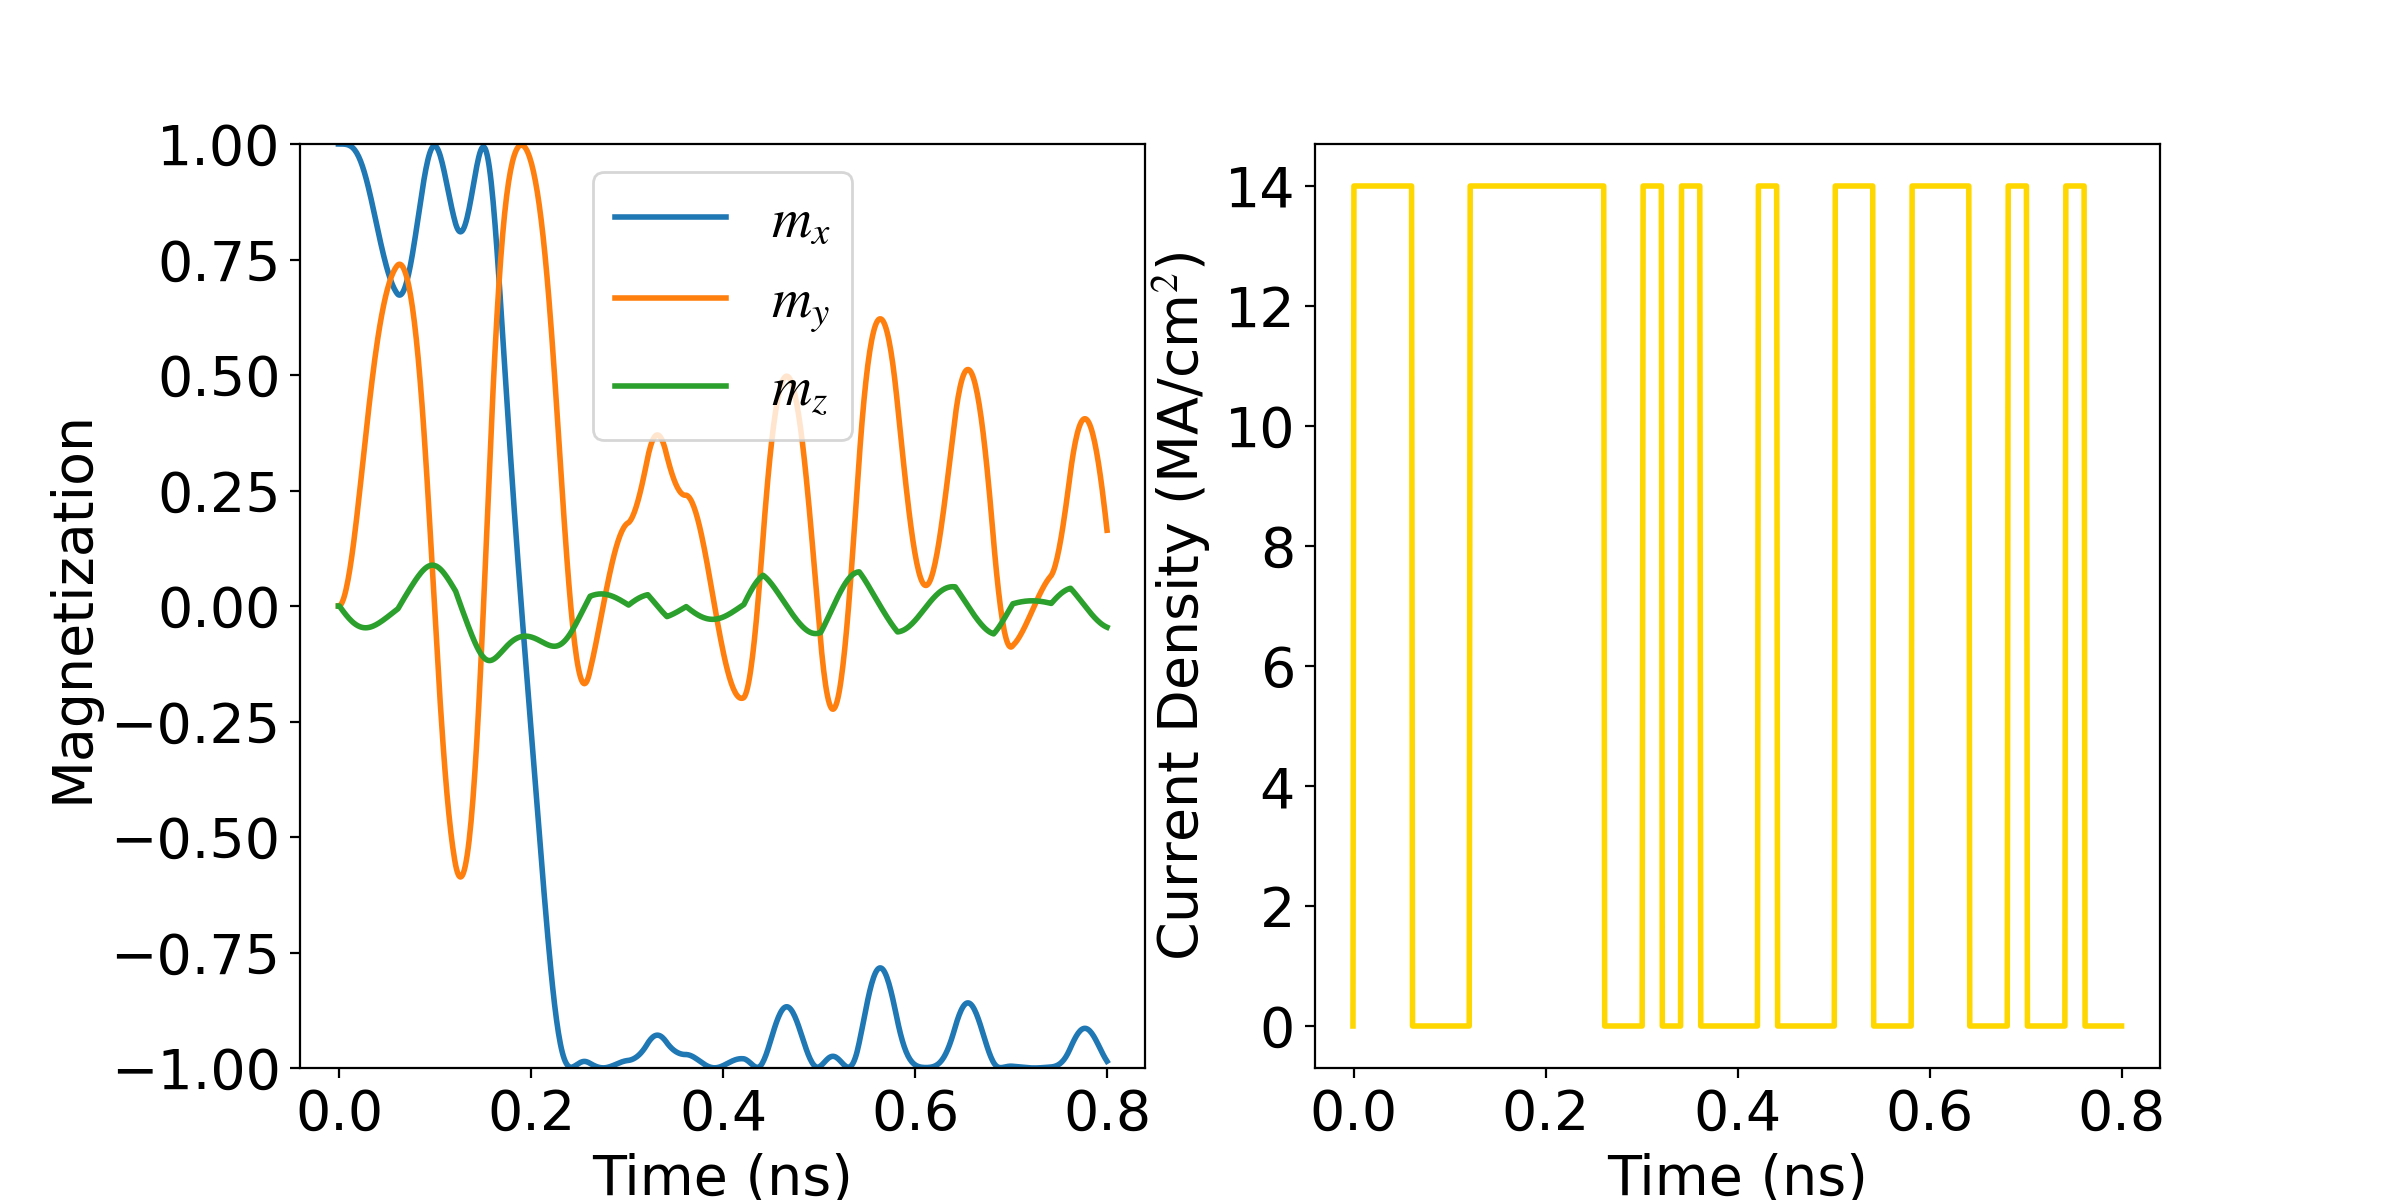 1.00
0.75
0.50
0.25
0.00
−0.25
−0.50
−0.75
−1.00
Magnetization
0.0 0.2 0.4 0.6 0.8
Time (ns)
m_x
m_y
m_z
14
12
10
8
6
4
2
0
Current Density (MA/cm²)
0.0 0.2 0.4 0.6 0.8
Time (ns)